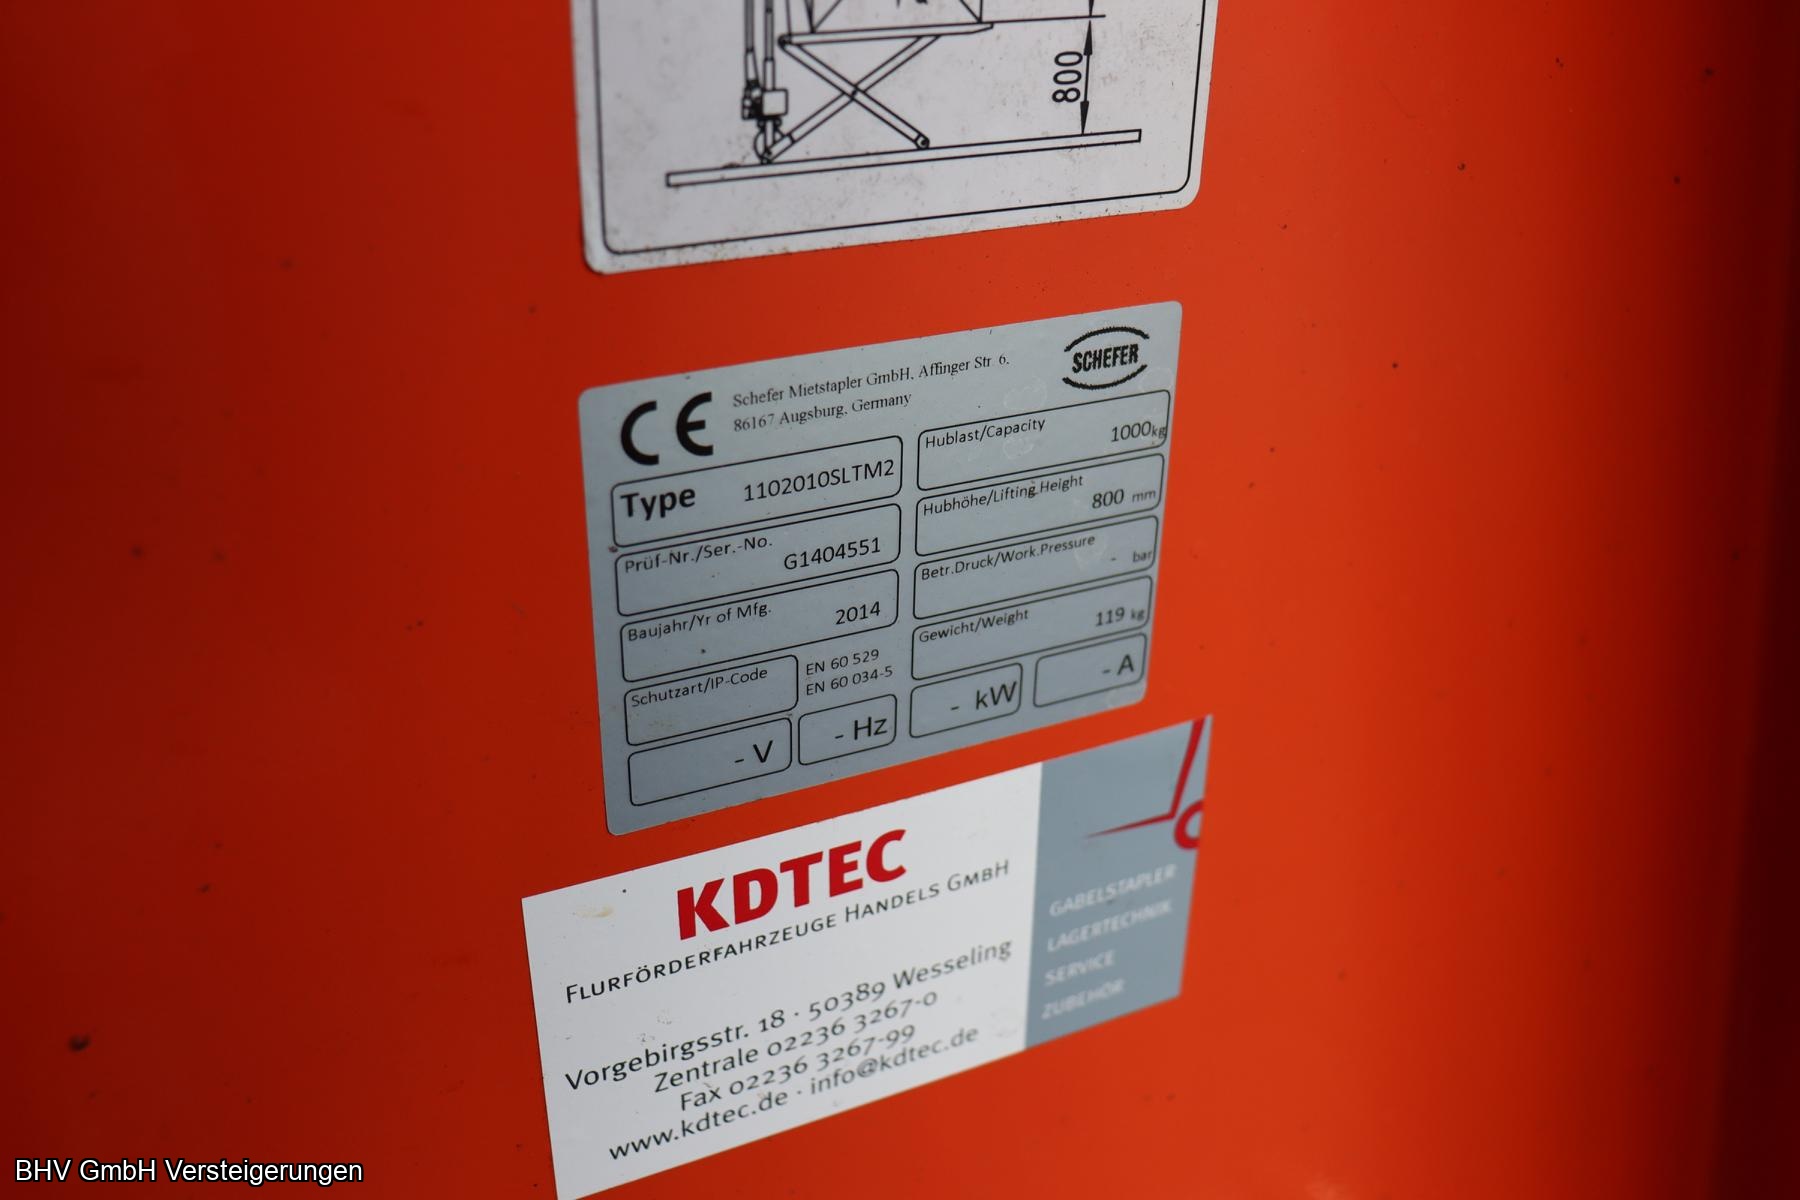 800
CE
Schefer Mietstapler GmbH, Affinger Str. 6.
86167 Augsburg, Germany
SCHEFER
Type 1102010SLTM2
Prüf-Nr./Ser.-No. G1404551
Baujahr/Yr of Mfg. 2014
Schutzart/IP-Code
EN 60 529
EN 60 034-5
- V
- Hz
Hublast/Capacity 1000kg
Hubhöhe/Lifting Height 800 mm
Betr.Druck/Work.Pressure - bar
Gewicht/Weight 119 kg
- kW
- A
KDTEC
FLURFÖRDERFAHRZEUGE HANDELS GMBH
Vorgebirgsstr. 18 · 50389 Wesseling
Zentrale 02236 3267-0
Fax 02236 3267-99
www.kdtec.de · info@kdtec.de
GABELSTAPLER
LAGERTECHNIK
SERVICE
ZUBEHÖR
BHV GmbH Versteigerungen